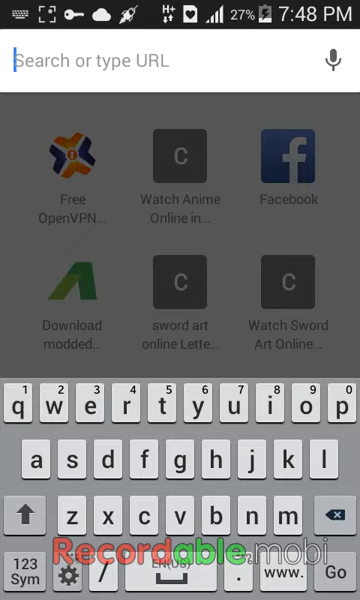 27% 7:48 PM
Search or type URL
C
Free OpenVPN...
Watch Anime Online in...
Facebook
C C
Download modded...
sword art online Lette...
Watch Sword Art Online...
1 2 3 4 5 6 7 8 9 0
q w e r t y u i o p
a s d f g h j k l
z x c v b n m
Recordable.mobi
123 Sym / EN(US) . www. Go